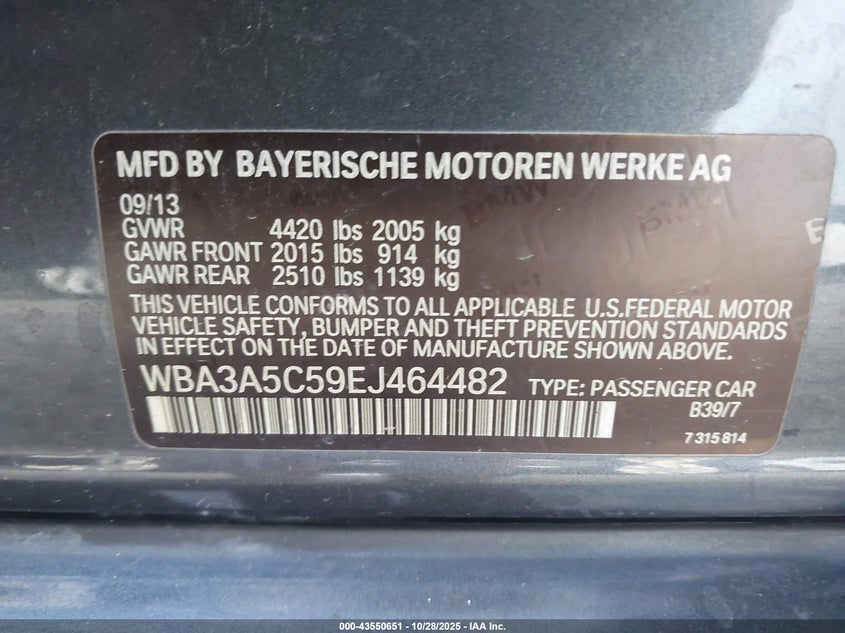 MFD BY BAYERISCHE MOTOREN WERKE AG
09/13
GVWR 4420 lbs 2005 kg
GAWR FRONT 2015 lbs 914 kg
GAWR REAR 2510 lbs 1139 kg
THIS VEHICLE CONFORMS TO ALL APPLICABLE U.S.FEDERAL MOTOR
VEHICLE SAFETY, BUMPER AND THEFT PREVENTION STANDARDS
IN EFFECT ON THE DATE OF MANUFACTURE SHOWN ABOVE.
WBA3A5C59EJ464482 TYPE: PASSENGER CAR
B39/7
7 315 814
000-43550651 - 10/28/2025 - IAA Inc.